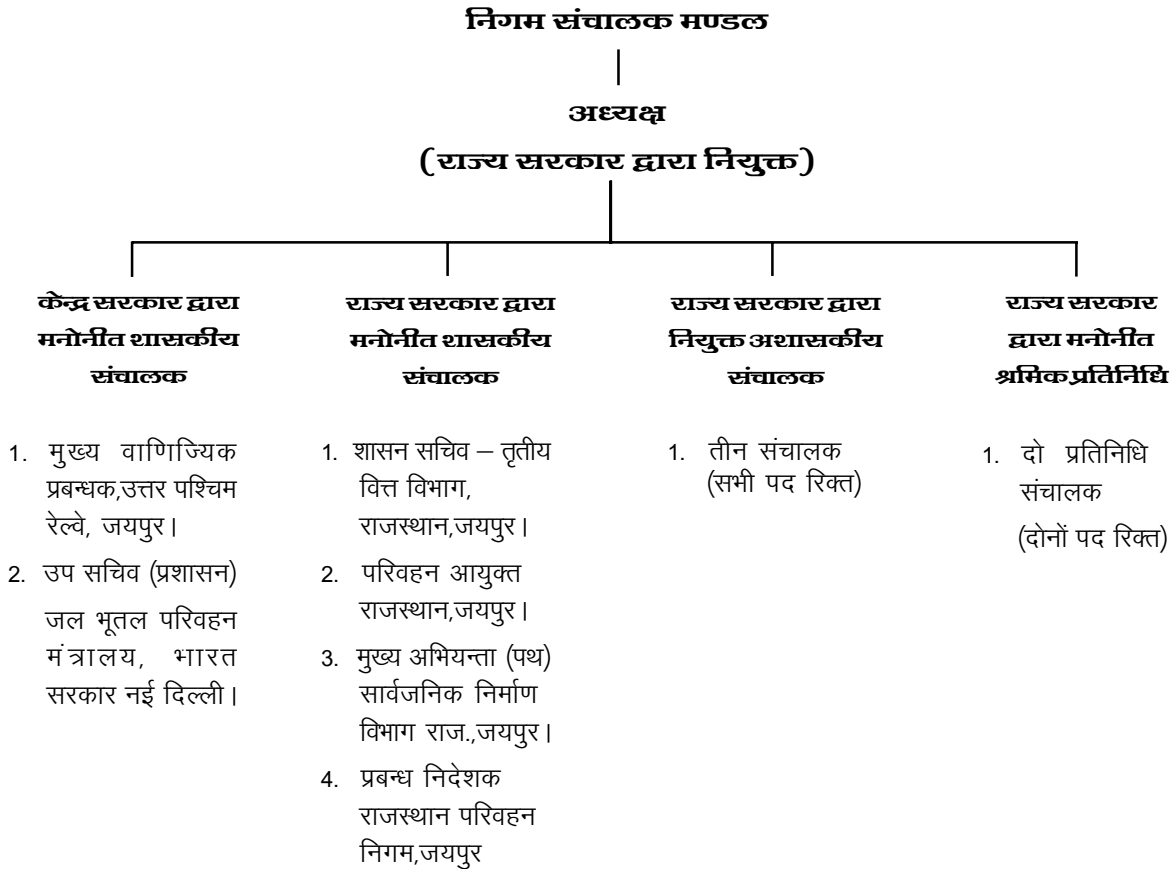 निगम संचालक मण्डल
अध्यक्ष
(राज्य सरकार द्वारा नियुक्त)
केन्द्र सरकार द्वारा
मनोनीत शासकीय
संचालक
1. मुख्य वाणिज्यिक
प्रबन्धक,उत्तर पश्चिम
रेल्वे, जयपुर।
2. उप सचिव (प्रशासन)
जल भूतल परिवहन
मंत्रालय, भारत
सरकार नई दिल्ली।
राज्य सरकार द्वारा
मनोनीत शासकीय
संचालक
1. शासन सचिव – तृतीय
वित्त विभाग,
राजस्थान,जयपुर।
2. परिवहन आयुक्त
राजस्थान,जयपुर।
3. मुख्य अभियन्ता (पथ)
सार्वजनिक निर्माण
विभाग राज.,जयपुर।
4. प्रबन्ध निदेशक
राजस्थान परिवहन
निगम,जयपुर
राज्य सरकार द्वारा
नियुक्त अशासकीय
संचालक
1. तीन संचालक
(सभी पद रिक्त)
राज्य सरकार
द्वारा मनोनीत
श्रमिक प्रतिनिधि
1. दो प्रतिनिधि
संचालक
(दोनों पद रिक्त)